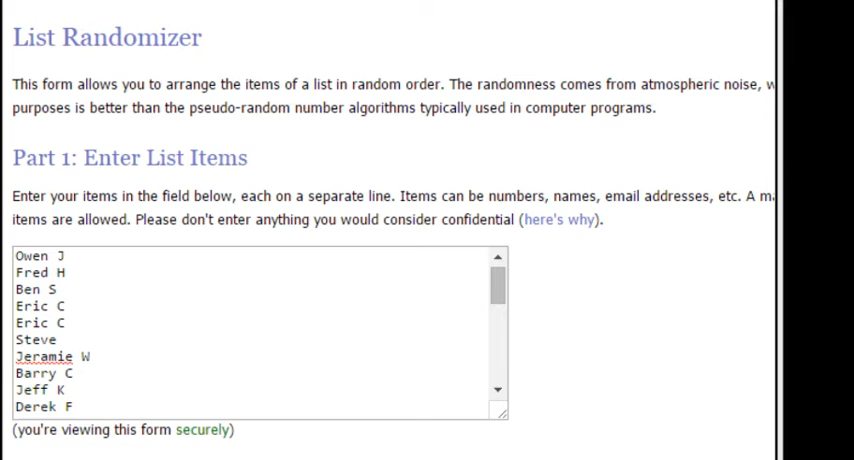 List Randomizer
This form allows you to arrange the items of a list in random order. The randomness comes from atmospheric noise, w
purposes is better than the pseudo-random number algorithms typically used in computer programs.
Part 1: Enter List Items
Enter your items in the field below, each on a separate line. Items can be numbers, names, email addresses, etc. A ma
items are allowed. Please don't enter anything you would consider confidential (here's why).
Owen J
Fred H
Ben S
Eric C
Eric C
Steve
Jeramie W
Barry C
Jeff K
Derek F
(you're viewing this form securely)